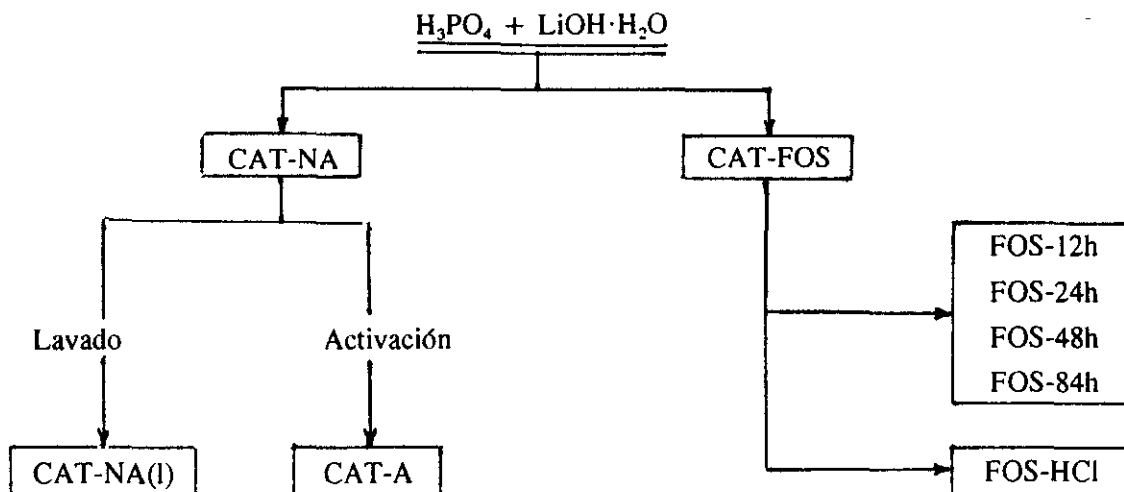 H₃PO₄ + LiOH·H₂O
CAT-NA
CAT-FOS
FOS-12h
FOS-24h
FOS-48h
FOS-84h
Lavado
Activación
CAT-NA(l)
CAT-A
FOS-HCl